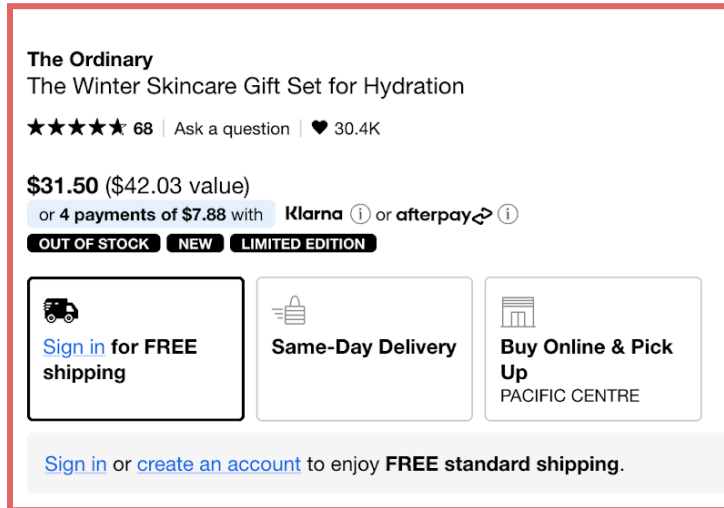 The Ordinary
The Winter Skincare Gift Set for Hydration
68 | Ask a question | 30.4K
$31.50 ($42.03 value)
or 4 payments of $7.88 with Klarna ⓘ or afterpay ⓘ
OUT OF STOCK NEW LIMITED EDITION
Sign in for FREE
shipping
Same-Day Delivery
Buy Online & Pick
Up
PACIFIC CENTRE
Sign in or create an account to enjoy FREE standard shipping.